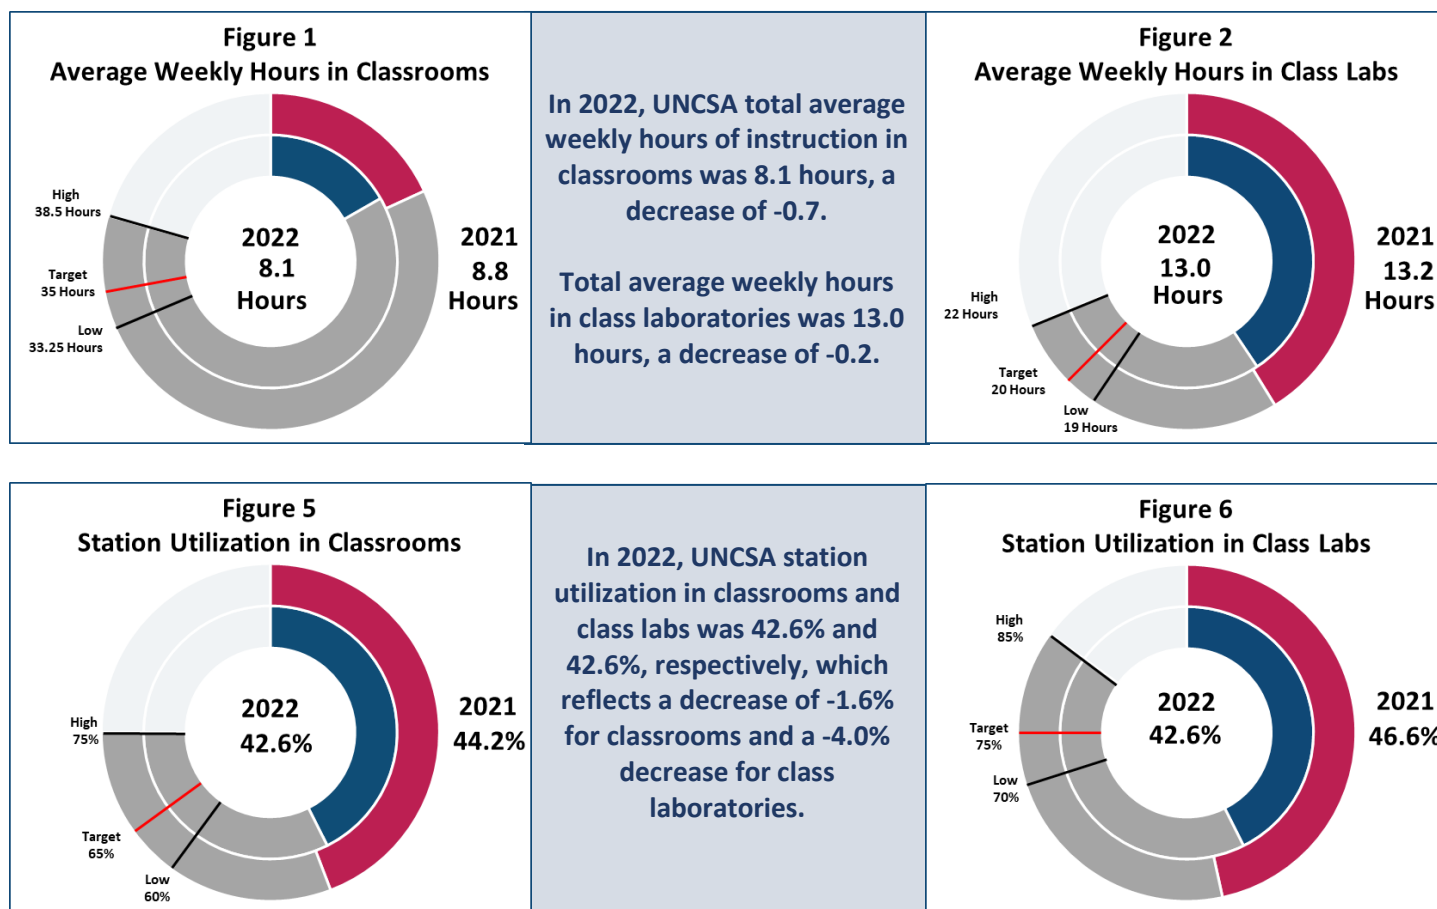 Figure 1
Average Weekly Hours in Classrooms
High
38.5 Hours
Target
35 Hours
Low
33.25 Hours
2022
8.1
Hours
2021
8.8
Hours
In 2022, UNCSA total average
weekly hours of instruction in
classrooms was 8.1 hours, a
decrease of -0.7.
Total average weekly hours
in class laboratories was 13.0
hours, a decrease of -0.2.
Figure 2
Average Weekly Hours in Class Labs
High
22 Hours
Target
20 Hours
Low
19 Hours
2022
13.0
Hours
2021
13.2
Hours
Figure 5
Station Utilization in Classrooms
High
75%
Target
65%
Low
60%
2022
42.6%
2021
44.2%
In 2022, UNCSA station
utilization in classrooms and
class labs was 42.6% and
42.6%, respectively, which
reflects a decrease of -1.6%
for classrooms and a -4.0%
decrease for class
laboratories.
Figure 6
Station Utilization in Class Labs
High
85%
Target
75%
Low
70%
2022
42.6%
2021
46.6%